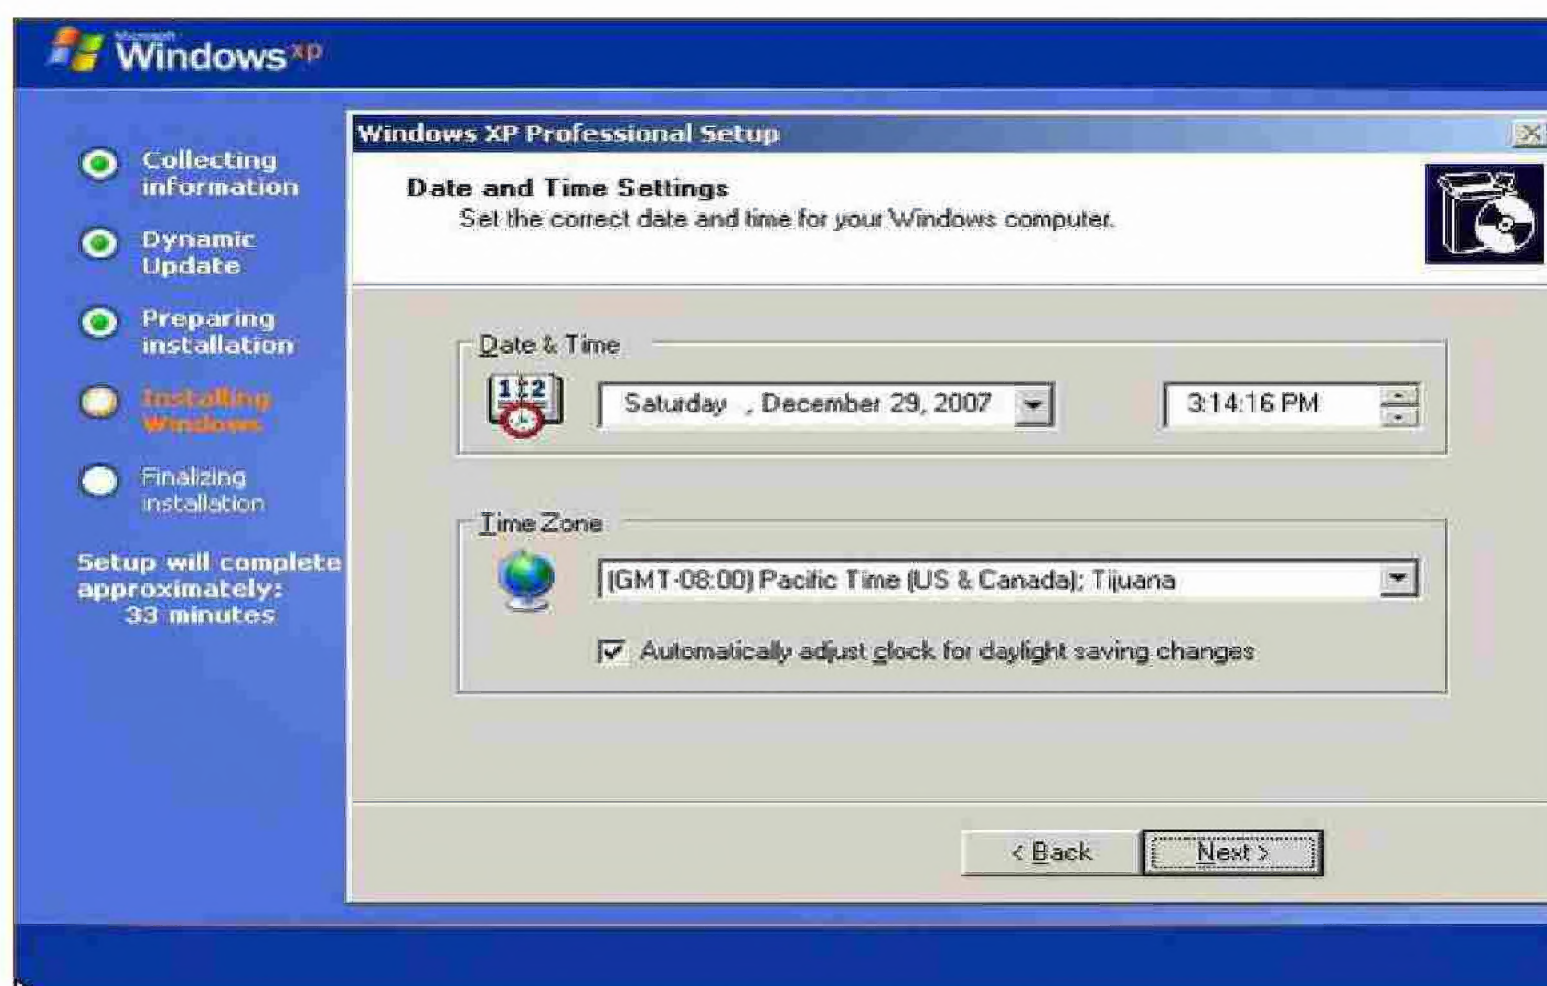 Microsoft
Windows xp
Collecting
information
Dynamic
Update
Preparing
installation
Installing
Windows
Finalizing
installation
Setup will complete
approximately:
33 minutes
Windows XP Professional Setup
Date and Time Settings
Set the correct date and time for your Windows computer.
Date & Time
12
Saturday , December 29, 2007
3:14:16 PM
Time Zone
(GMT-08:00) Pacific Time (US & Canada); Tijuana
Automatically adjust clock for daylight saving changes
< Back
Next >